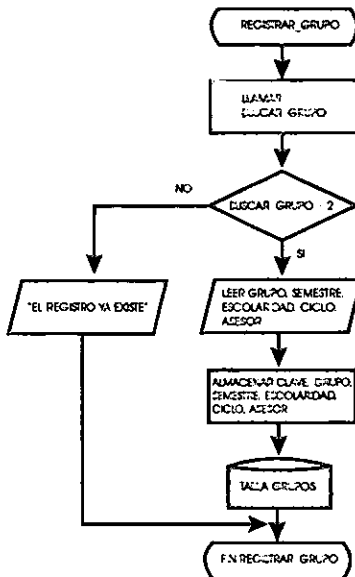 REGISTRAR_GRUPO
LLAMAR
BUSCAR GRUPO
NO
BUSCAR GRUPO - 2
SI
"EL REGISTRO YA EXISTE"
LEER GRUPO, SEMESTRE,
ESCOLARIDAD, CICLO,
ASESOR
ALMACENAR CLAVE, GRUPO,
SEMESTRE, ESCOLARIDAD,
CICLO, ASESOR
GRUPOS
FIN REGISTRAR GRUPO